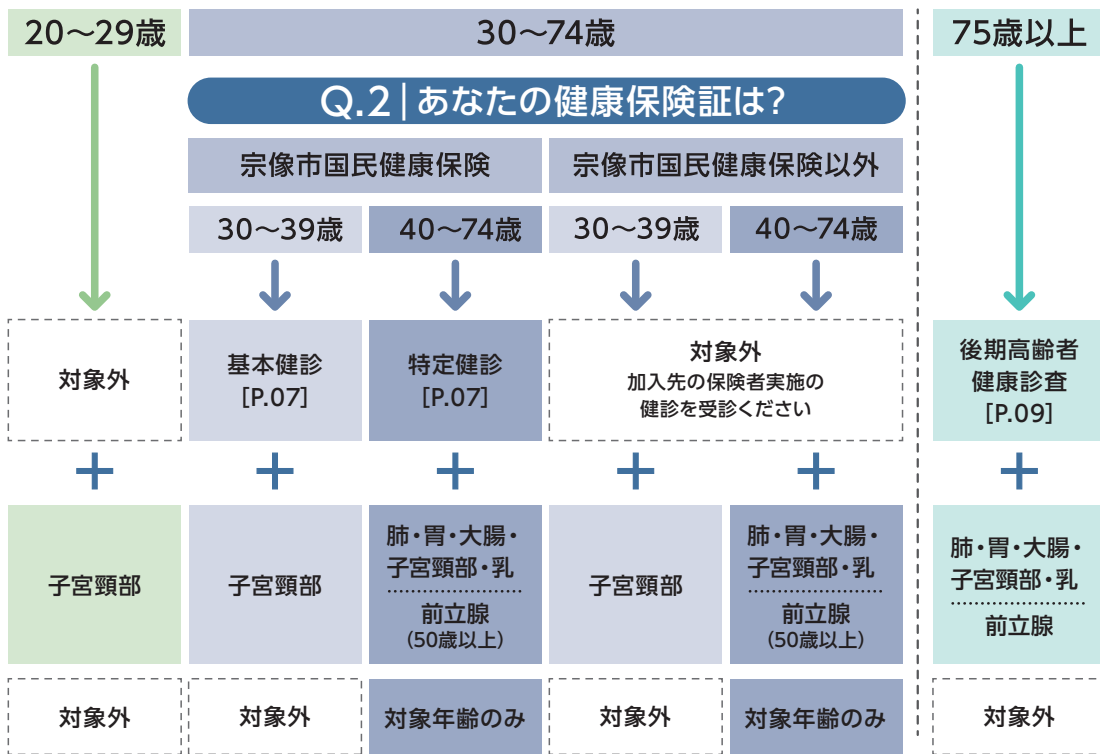 20～29歳
30～74歳
75歳以上
Q.2|あなたの健康保険証は?
宗像市国民健康保険
宗像市国民健康保険以外
30～39歳
40～74歳
30～39歳
40～74歳
対象外
基本健診
[P.07]
特定健診
[P.07]
対象外
加入先の保険者実施の
健診を受診ください
後期高齢者
健康診査
[P.09]
+
+
+
+
+
+
子宮頸部
子宮頸部
肺・胃・大腸・
子宮頸部・乳
前立腺
(50歳以上)
子宮頸部
肺・胃・大腸・
子宮頸部・乳
前立腺
(50歳以上)
肺・胃・大腸・
子宮頸部・乳
前立腺
対象外
対象外
対象年齢のみ
対象外
対象年齢のみ
対象外